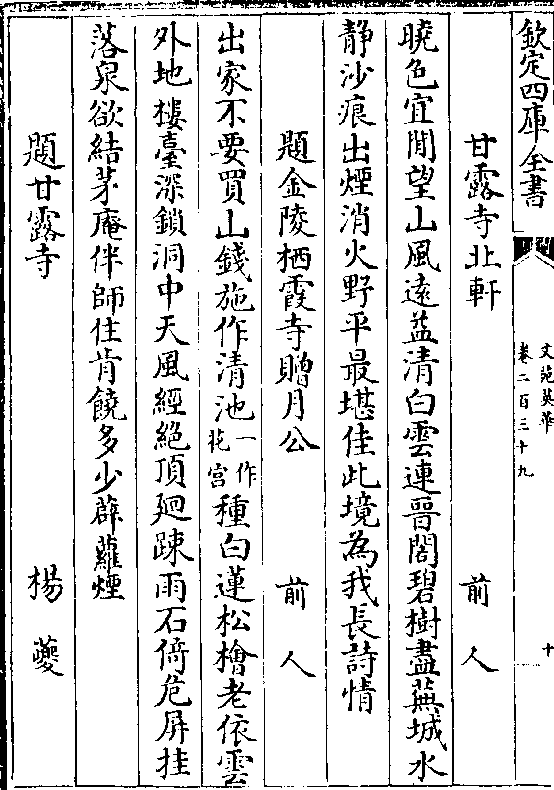 欽定四庫全書
文苑英華
卷二百三十九
十
甘露寺北軒 前人
曉色宜閒望山風遠益清白雲連晉閣碧樹盡蕪城水
静沙痕出煙消火野平最堪佳此境為我長詩情
題金陵栖霞寺贈月公 前人
出家不要買山錢施作清池一作花宫種白蓮松檜老依雲
外地樓臺深鎖洞中天風經絶頂廻踈雨石倚危屏挂
落泉欲結茅庵伴師住肯饒多少薜蘿煙
題甘露寺 楊夔